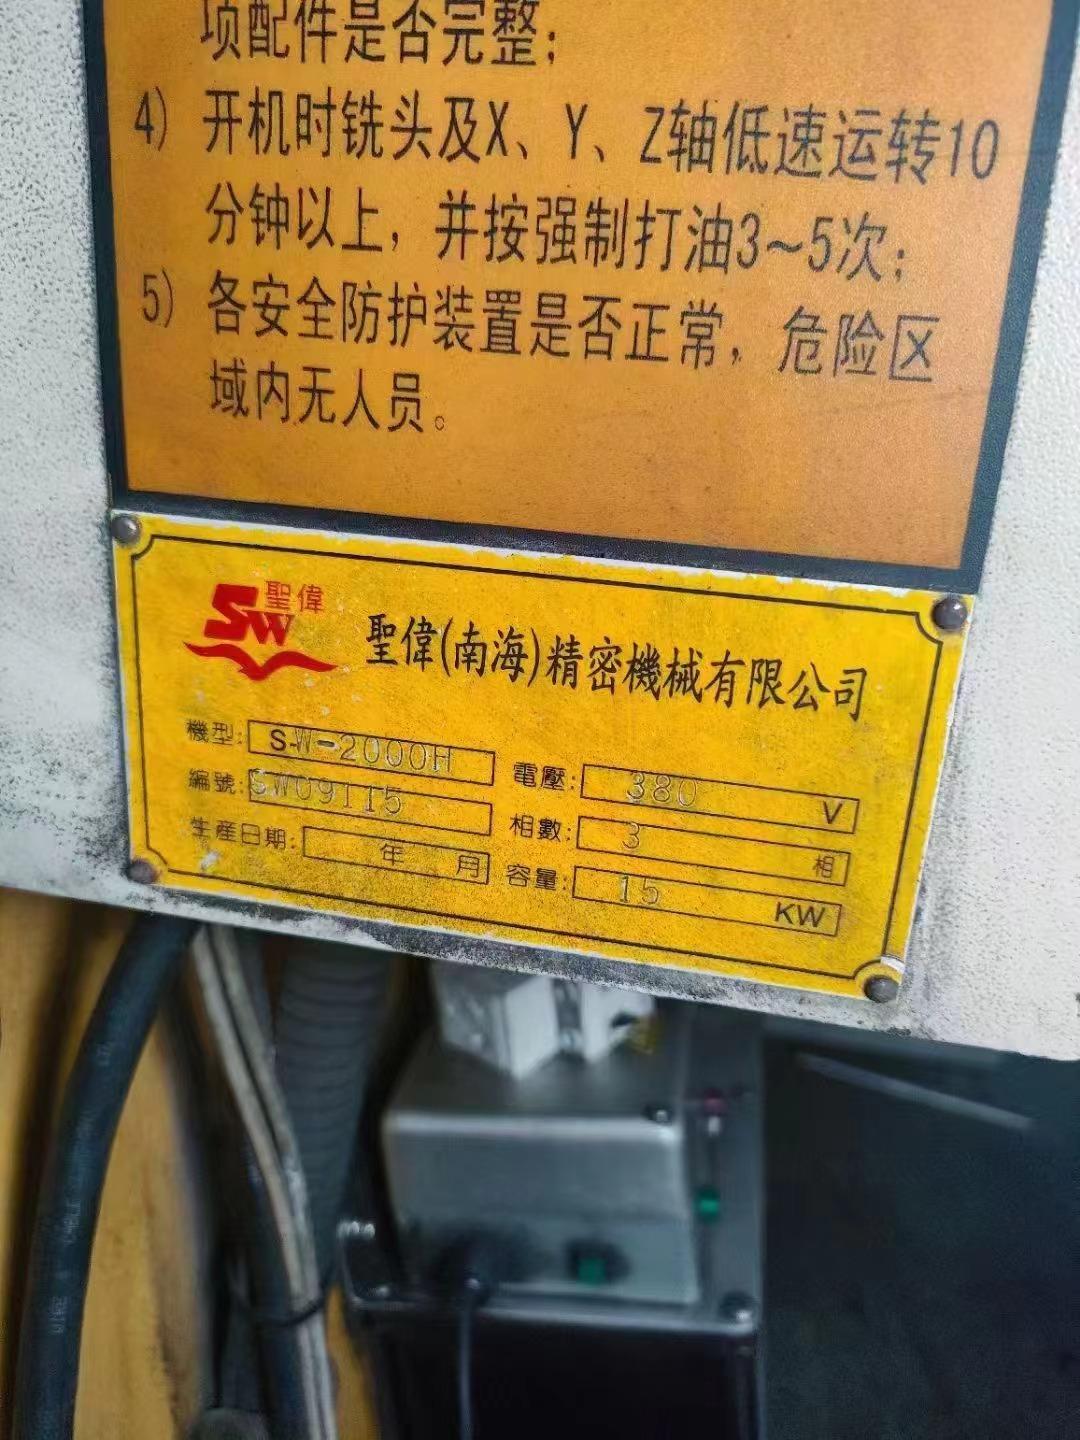 项配件是否完整；
4) 开机时铣头及X、Y、Z轴低速运转10
分钟以上，并按强制打油3~5次；
5) 各安全防护装置是否正常，危险区
域内无人员。
SW 聖偉
聖偉(南海)精密機械有限公司
機型: S-W-2000H
電壓: 380 V
編號: SW09115
相數: 3 相
生産日期: 年 月
容量: 15 KW